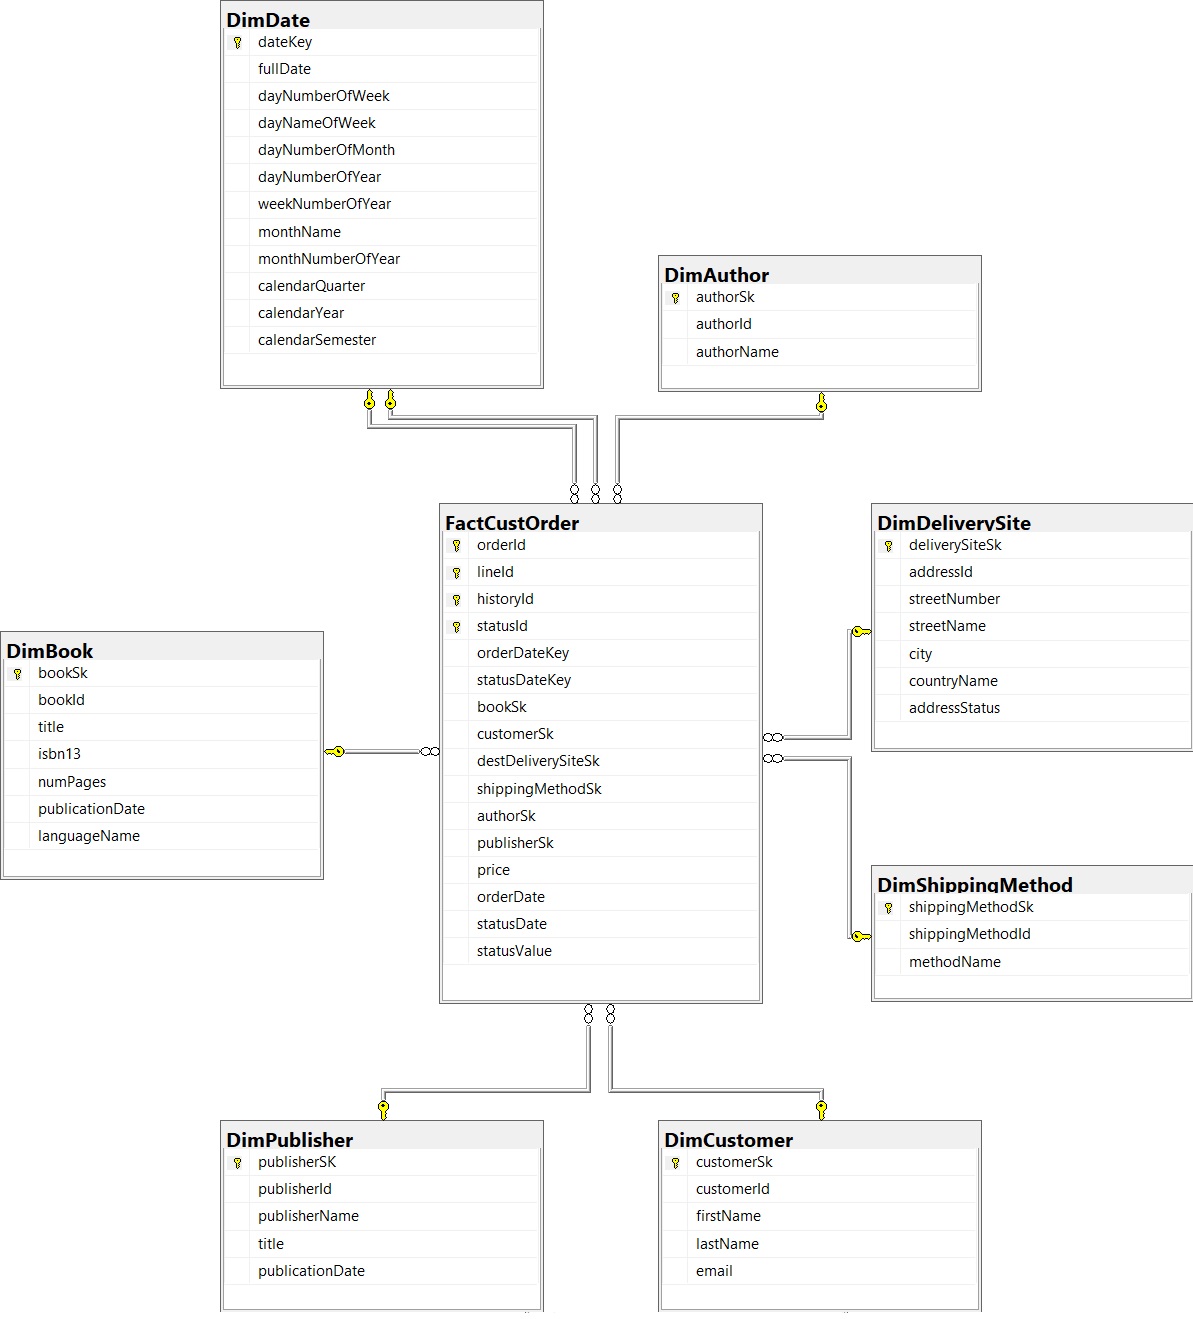 DimDate
dateKey
fullDate
dayNumberOfWeek
dayNameOfWeek
dayNumberOfMonth
dayNumberOfYear
weekNumberOfYear
monthName
monthNumberOfYear
calendarQuarter
calendarYear
calendarSemester
DimAuthor
authorSk
authorId
authorName
FactCustOrder
orderId
lineId
historyId
statusId
orderDateKey
statusDateKey
bookSk
customerSk
destDeliverySiteSk
shippingMethodSk
authorSk
publisherSk
price
orderDate
statusDate
statusValue
DimDeliverySite
deliverySiteSk
addressId
streetNumber
streetName
city
countryName
addressStatus
DimBook
bookSk
bookId
title
isbn13
numPages
publicationDate
languageName
DimShippingMethod
shippingMethodSk
shippingMethodId
methodName
DimPublisher
publisherSK
publisherId
publisherName
title
publicationDate
DimCustomer
customerSk
customerId
firstName
lastName
email